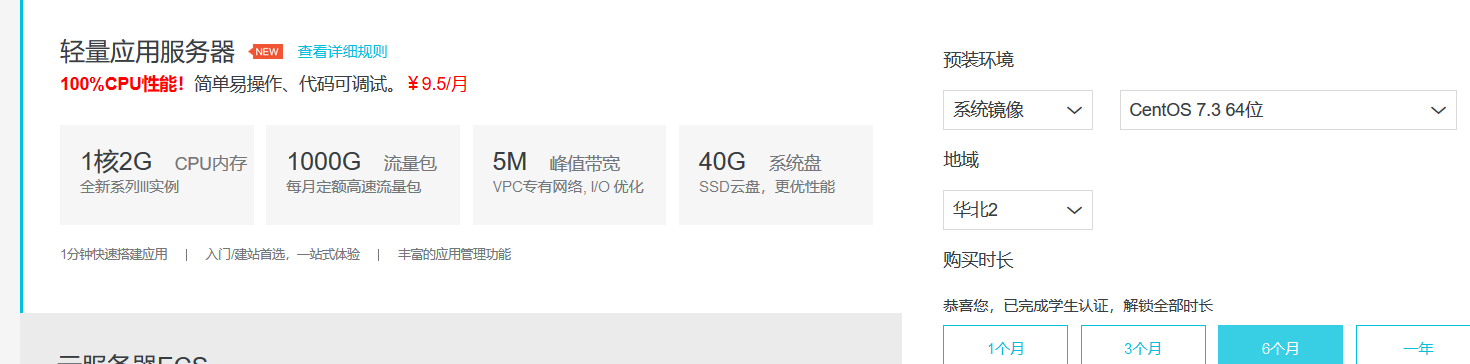 轻量应用服务器 NEW 查看详细规则
100%CPU性能！简单易操作、代码可调试。 ¥9.5/月
1核2G CPU内存
全新系列III实例
1000G 流量包
每月定额高速流量包
5M 峰值带宽
VPC专有网络, I/O 优化
40G 系统盘
SSD云盘，更优性能
1分钟快速搭建应用 | 入门/建站首选，一站式体验 | 丰富的应用管理功能
云服务器ECS
预装环境
系统镜像 CentOS 7.3 64位
地域
华北2
购买时长
恭喜您，已完成学生认证，解锁全部时长
1个月 3个月 6个月 一年